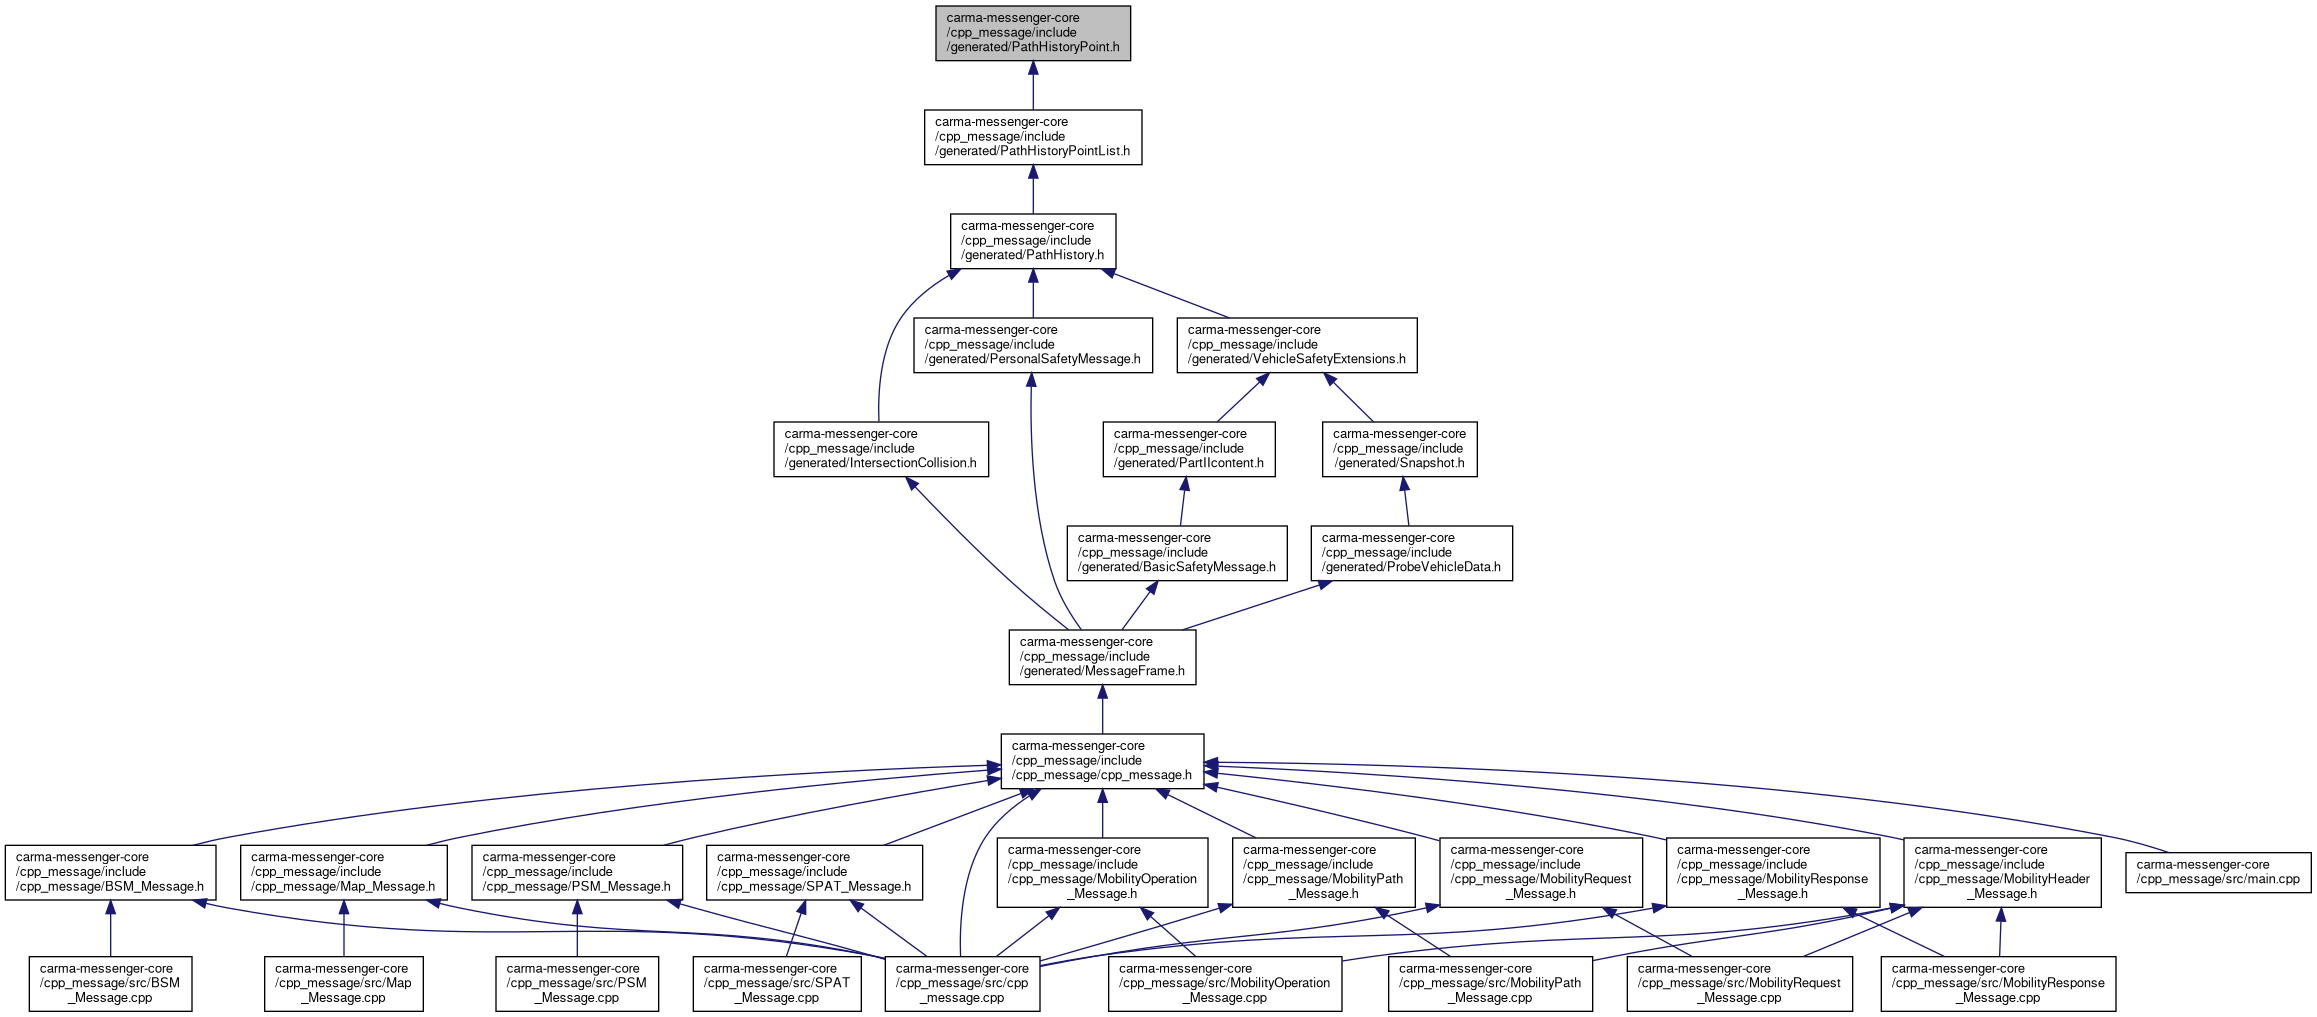 carma-messenger-core
/cpp_message/include
/generated/PathHistoryPoint.h
carma-messenger-core
/cpp_message/include
/generated/PathHistoryPointList.h
carma-messenger-core
/cpp_message/include
/generated/PathHistory.h
carma-messenger-core
/cpp_message/include
/generated/PersonalSafetyMessage.h
carma-messenger-core
/cpp_message/include
/generated/VehicleSafetyExtensions.h
carma-messenger-core
/cpp_message/include
/generated/IntersectionCollision.h
carma-messenger-core
/cpp_message/include
/generated/PartIIcontent.h
carma-messenger-core
/cpp_message/include
/generated/Snapshot.h
carma-messenger-core
/cpp_message/include
/generated/BasicSafetyMessage.h
carma-messenger-core
/cpp_message/include
/generated/ProbeVehicleData.h
carma-messenger-core
/cpp_message/include
/generated/MessageFrame.h
carma-messenger-core
/cpp_message/include
/cpp_message/cpp_message.h
carma-messenger-core
/cpp_message/include
/cpp_message/BSM_Message.h
carma-messenger-core
/cpp_message/include
/cpp_message/Map_Message.h
carma-messenger-core
/cpp_message/include
/cpp_message/PSM_Message.h
carma-messenger-core
/cpp_message/include
/cpp_message/SPAT_Message.h
carma-messenger-core
/cpp_message/include
/cpp_message/MobilityOperation
_Message.h
carma-messenger-core
/cpp_message/include
/cpp_message/MobilityPath
_Message.h
carma-messenger-core
/cpp_message/include
/cpp_message/MobilityRequest
_Message.h
carma-messenger-core
/cpp_message/include
/cpp_message/MobilityResponse
_Message.h
carma-messenger-core
/cpp_message/include
/cpp_message/MobilityHeader
_Message.h
carma-messenger-core
/cpp_message/src/main.cpp
carma-messenger-core
/cpp_message/src/BSM
_Message.cpp
carma-messenger-core
/cpp_message/src/Map
_Message.cpp
carma-messenger-core
/cpp_message/src/PSM
_Message.cpp
carma-messenger-core
/cpp_message/src/SPAT
_Message.cpp
carma-messenger-core
/cpp_message/src/cpp
_message.cpp
carma-messenger-core
/cpp_message/src/MobilityOperation
_Message.cpp
carma-messenger-core
/cpp_message/src/MobilityPath
_Message.cpp
carma-messenger-core
/cpp_message/src/MobilityRequest
_Message.cpp
carma-messenger-core
/cpp_message/src/MobilityResponse
_Message.cpp